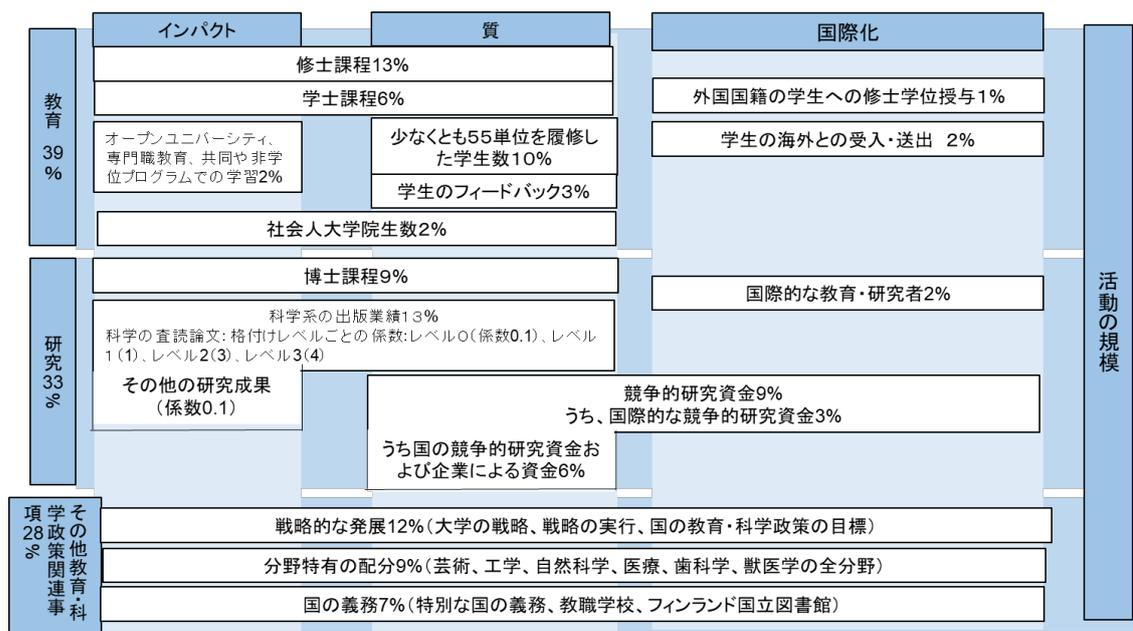 インパクト
質
国際化
教育 39%
修士課程13%
学士課程6%
外国国籍の学生への修士学位授与1%
オープンユニバーシティ、
専門職教育、共同や非学
位プログラムでの学習2%
少なくとも55単位を履修し
た学生数10%
学生の海外との受入・送出 2%
学生のフィードバック3%
社会人大学院生数2%
活動の規模
研究33%
博士課程9%
国際的な教育・研究者2%
科学系の出版業績13%
科学の査読論文:格付けレベルごとの係数:レベル0(係数0.1)、レベル
1(1)、レベル2(3)、レベル3(4)
その他の研究成果
(係数0.1)
競争的研究資金9%
うち、国際的な競争的研究資金3%
うち国の競争的研究資金お
よび企業による資金6%
その他教育・科
学政策関連事
項28%
戦略的な発展12%(大学の戦略、戦略の実行、国の教育・科学政策の目標)
分野特有の配分9%(芸術、工学、自然科学、医療、歯科学、獣医学の全分野)
国の義務7%(特別な国の義務、教職学校、フィンランド国立図書館)